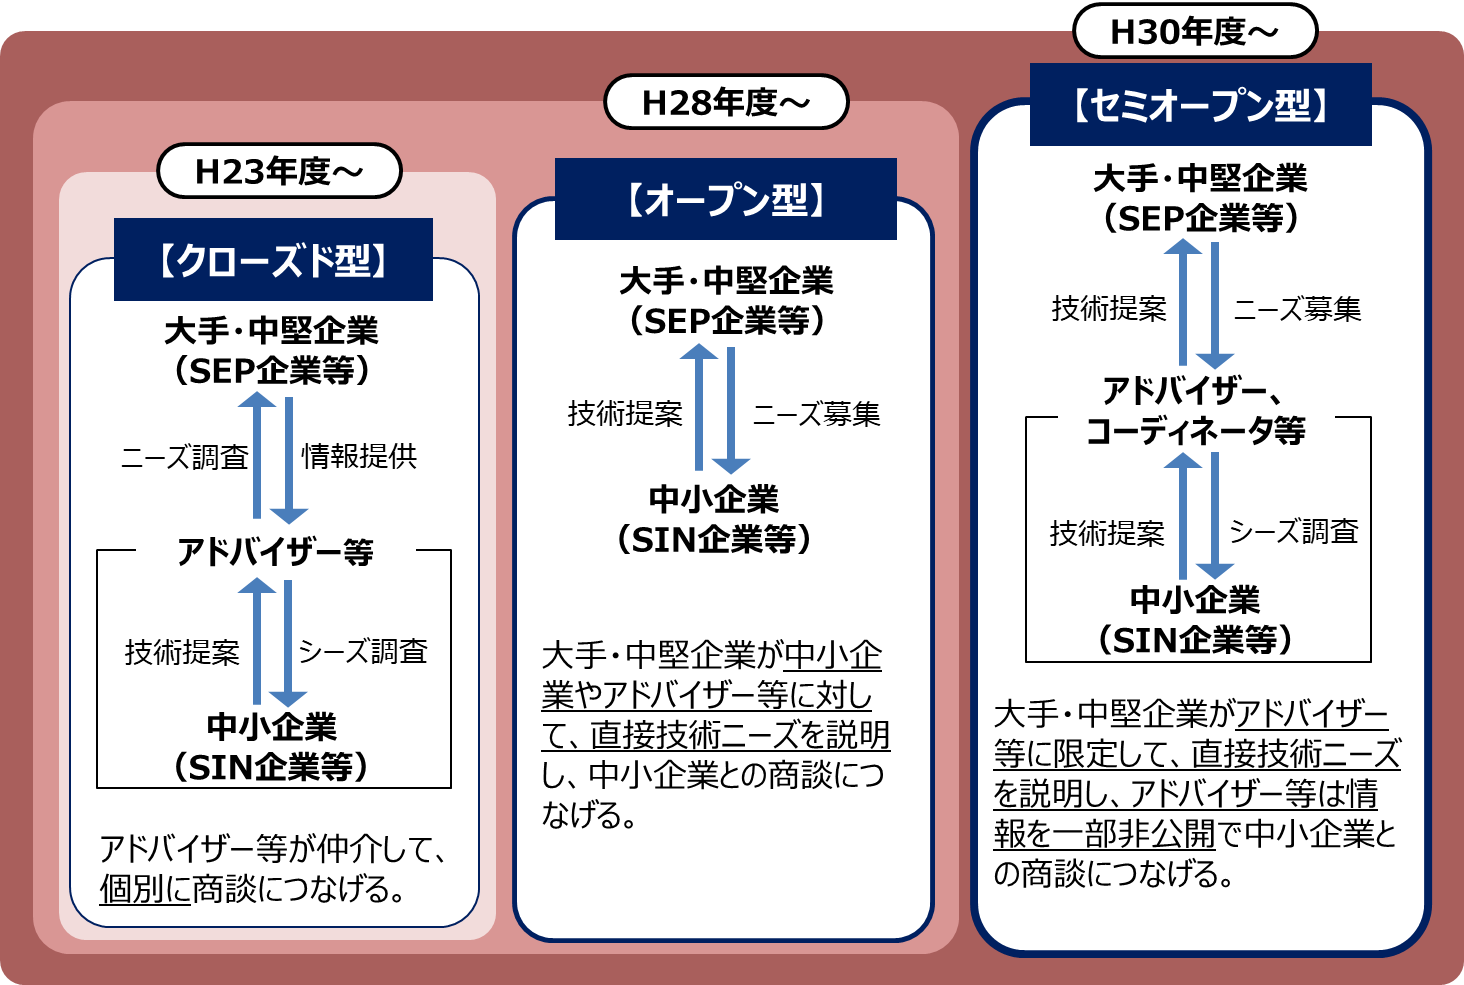 H23年度～
【クローズド型】
大手・中堅企業
（SEP企業等）
ニーズ調査
情報提供
アドバイザー等
技術提案
シーズ調査
中小企業
（SIN企業等）
アドバイザー等が仲介して、
個別に商談につなげる。
H28年度～
【オープン型】
大手・中堅企業
（SEP企業等）
技術提案
ニーズ募集
中小企業
（SIN企業等）
大手・中堅企業が中小企
業やアドバイザー等に対し
て、直接技術ニーズを説明
し、中小企業との商談につ
なげる。
H30年度～
【セミオープン型】
大手・中堅企業
（SEP企業等）
技術提案
ニーズ募集
アドバイザー、
コーディネータ等
技術提案
シーズ調査
中小企業
（SIN企業等）
大手・中堅企業がアドバイザー
等に限定して、直接技術ニーズ
を説明し、アドバイザー等は情
報を一部非公開で中小企業と
の商談につなげる。